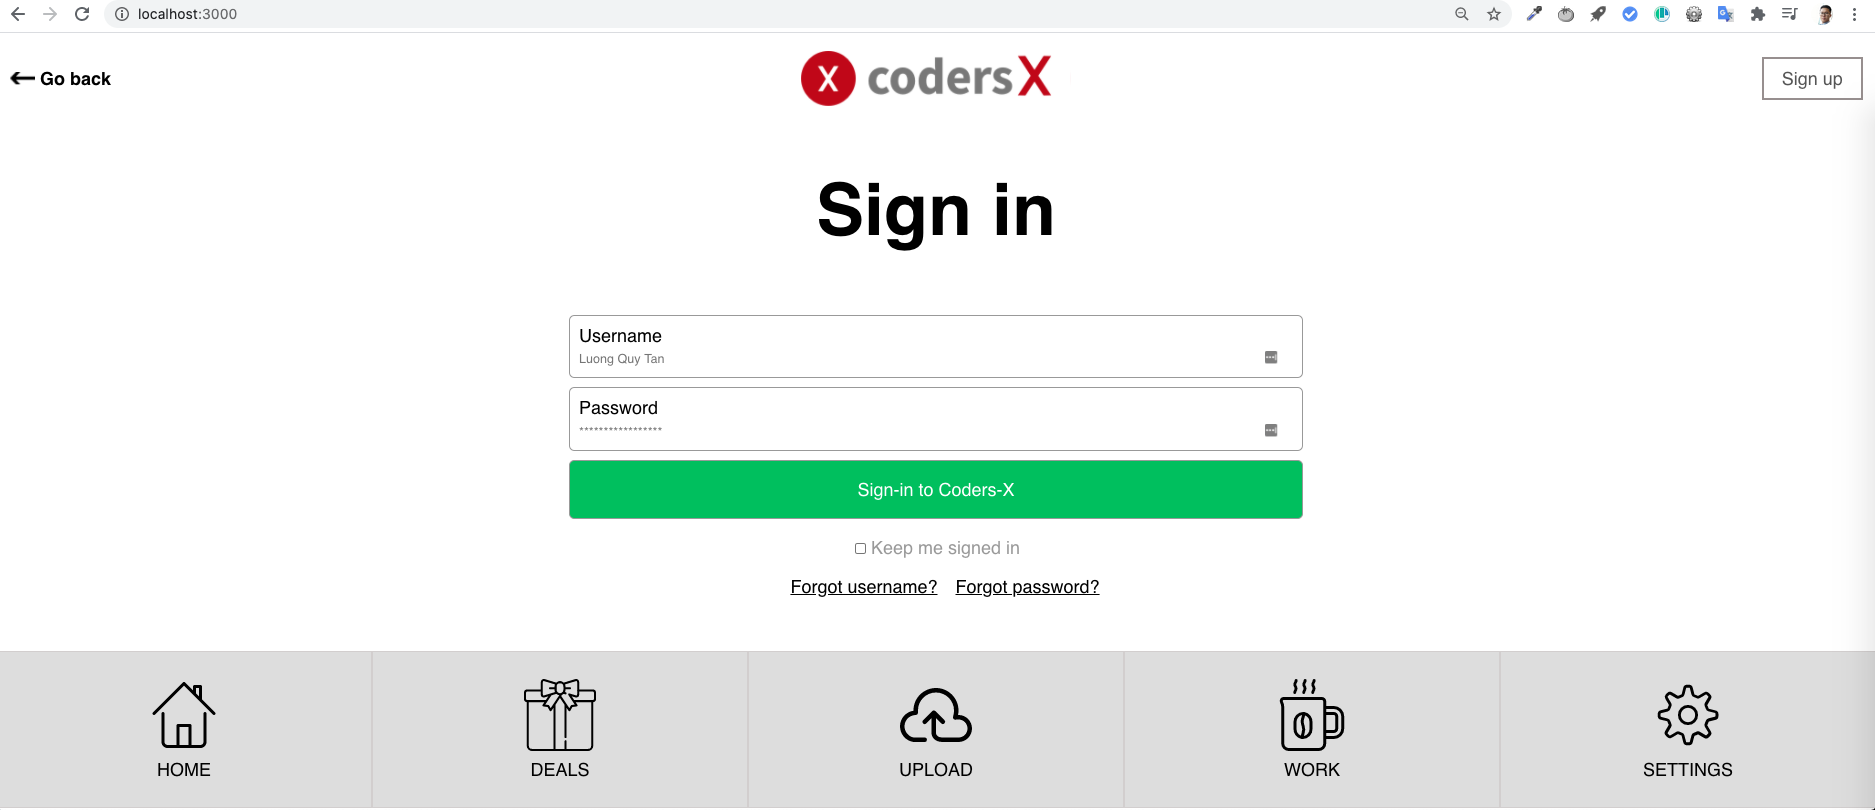 localhost:3000
Go back
X codersX
Sign up
Sign in
Username
Luong Quy Tan
Password
*****************
Sign-in to Coders-X
Keep me signed in
Forgot username? Forgot password?
HOME DEALS UPLOAD WORK SETTINGS